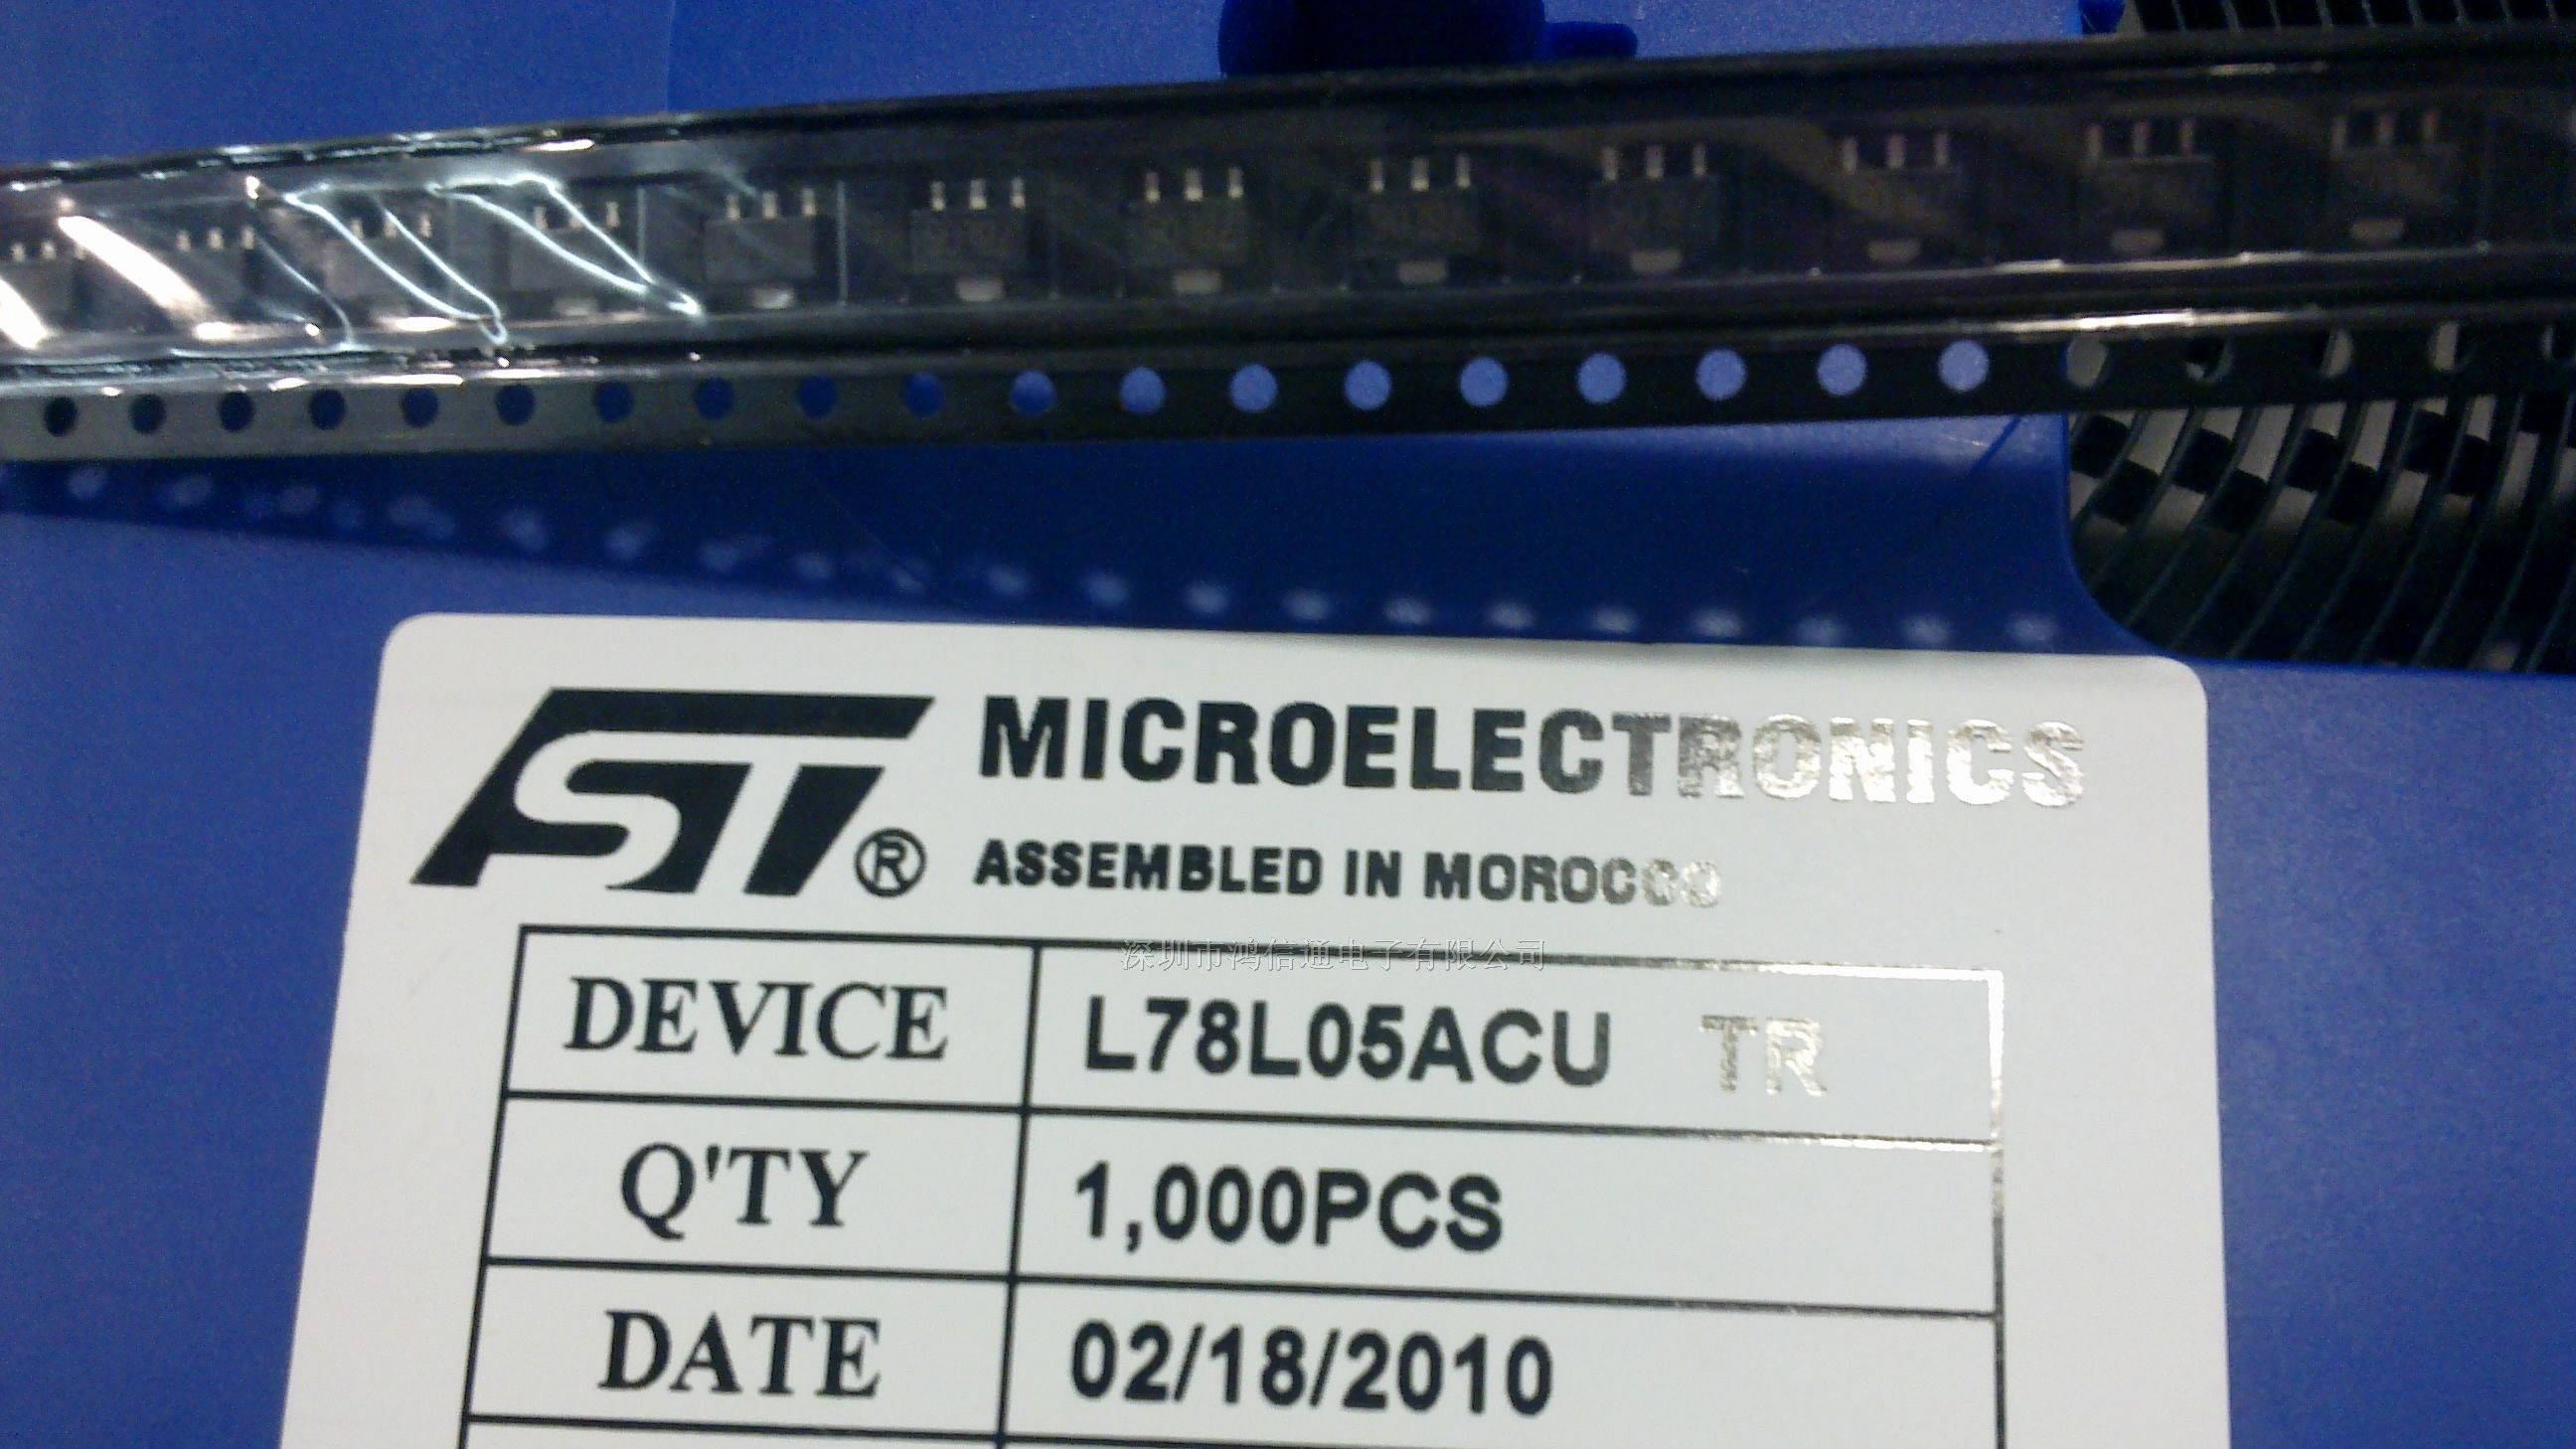 ST® MICROELECTRONICS
ASSEMBLED IN MOROCCO
深圳市鸿信通电子有限公司
DEVICE L78L05ACU TR
Q'TY 1,000PCS
DATE 02/18/2010